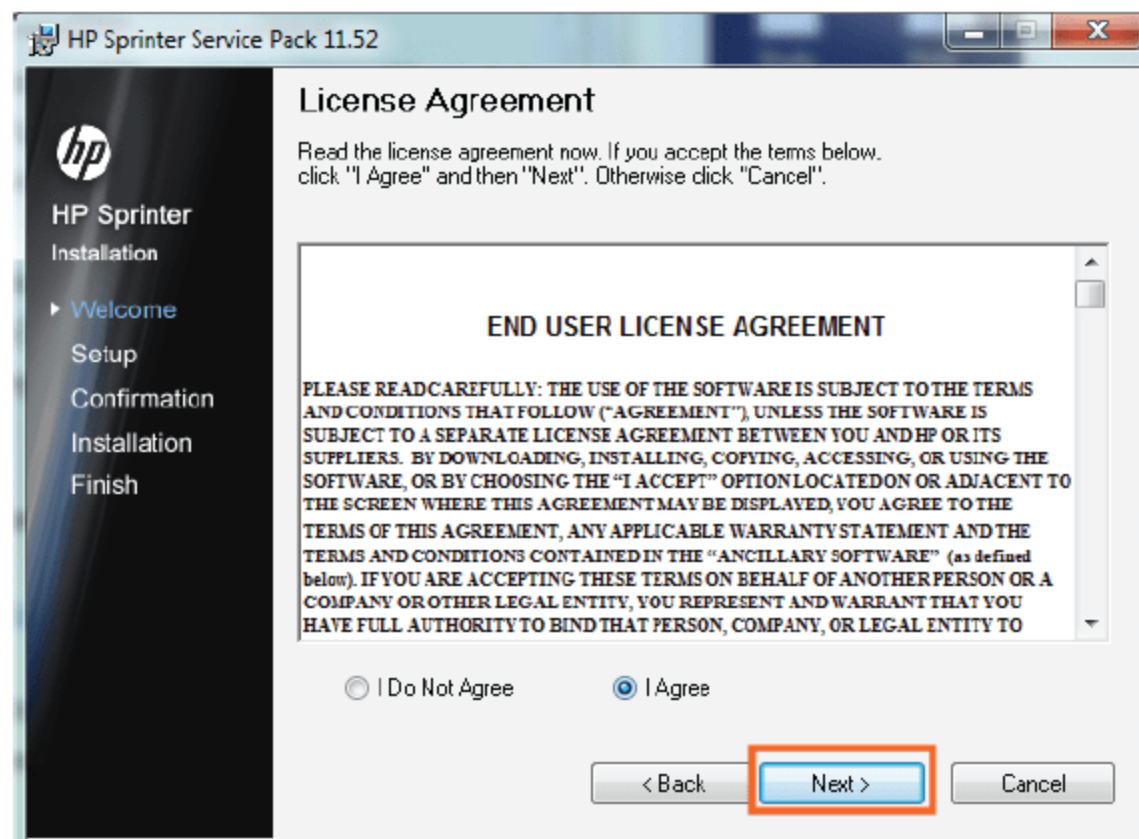 HP Sprinter Service Pack 11.52
hp
HP Sprinter
Installation
Welcome
Setup
Confirmation
Installation
Finish
License Agreement
Read the license agreement now. If you accept the terms below.
click "I Agree" and then "Next". Otherwise click "Cancel".
END USER LICENSE AGREEMENT
PLEASE READ CAREFULLY: THE USE OF THE SOFTWARE IS SUBJECT TO THE TERMS
AND CONDITIONS THAT FOLLOW (“AGREEMENT”), UNLESS THE SOFTWARE IS
SUBJECT TO A SEPARATE LICENSE AGREEMENT BETWEEN YOU AND HP OR ITS
SUPPLIERS. BY DOWNLOADING, INSTALLING, COPYING, ACCESSING, OR USING THE
SOFTWARE, OR BY CHOOSING THE “I ACCEPT” OPTION LOCATED ON OR ADJACENT TO
THE SCREEN WHERE THIS AGREEMENT MAY BE DISPLAYED, YOU AGREE TO THE
TERMS OF THIS AGREEMENT, ANY APPLICABLE WARRANTY STATEMENT AND THE
TERMS AND CONDITIONS CONTAINED IN THE “ANCILLARY SOFTWARE” (as defined
below). IF YOU ARE ACCEPTING THESE TERMS ON BEHALF OF ANOTHER PERSON OR A
COMPANY OR OTHER LEGAL ENTITY, YOU REPRESENT AND WARRANT THAT YOU
HAVE FULL AUTHORITY TO BIND THAT PERSON, COMPANY, OR LEGAL ENTITY TO
I Do Not Agree
I Agree
< Back
Next >
Cancel